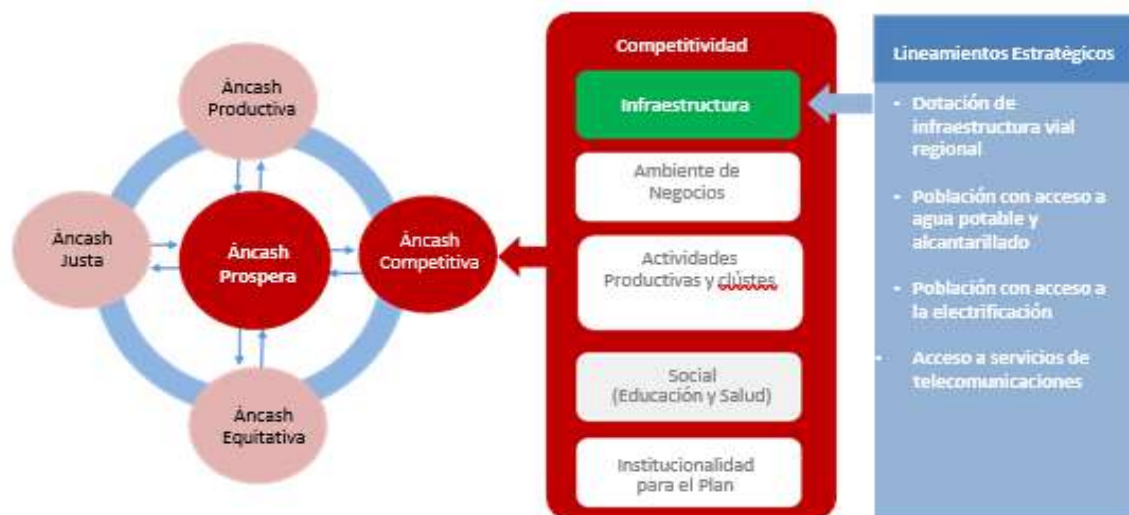 Áncash
Productiva
Áncash
Justa
Áncash
Prospera
Áncash
Competitiva
Áncash
Equitativa
Competitividad
Infraestructura
Ambiente de
Negocios
Actividades
Productivas y clústes
Social
(Educación y Salud)
Institucionalidad
para el Plan
Lineamientos Estratégicos
• Dotación de
infraestructura vial
regional
• Población con acceso a
agua potable y
alcantarillado
• Población con acceso a
la electrificación
• Acceso a servicios de
telecomunicaciones